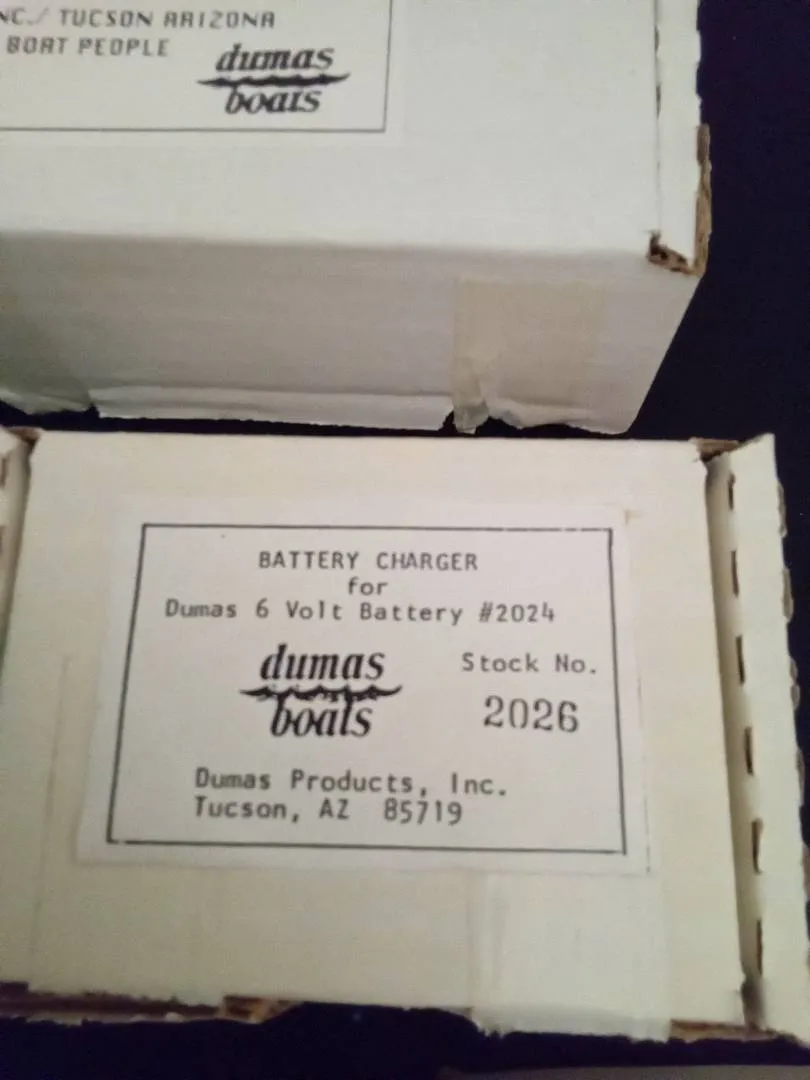 NC./ TUCSON ARIZONA
BOAT PEOPLE
dumas
boats
BATTERY CHARGER
for
Dumas 6 Volt Battery #2024
dumas
boats
Stock No.
2026
Dumas Products, Inc.
Tucson, AZ 85719